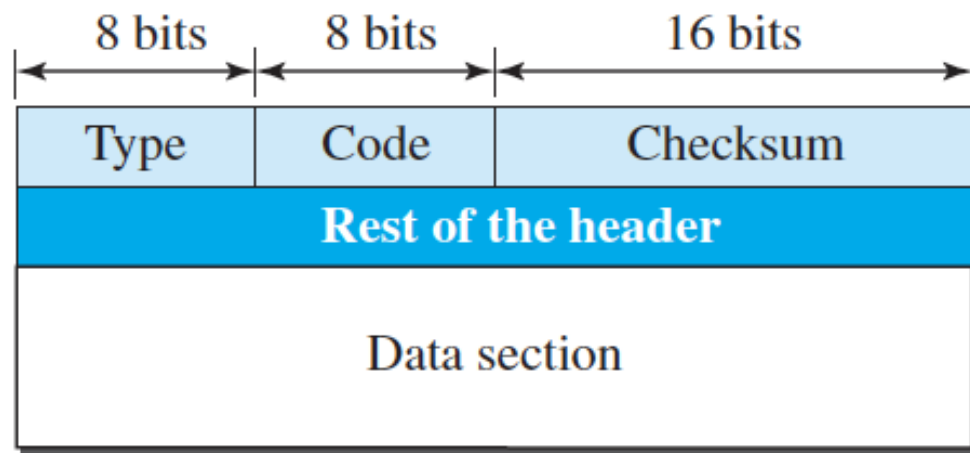 8 bits 8 bits 16 bits
Type Code Checksum
Rest of the header
Data section